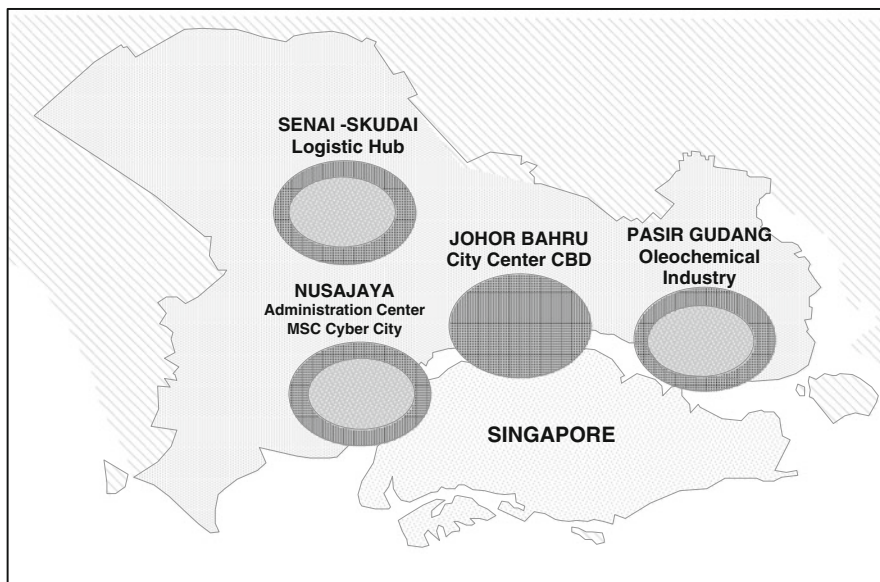 SENAI -SKUDAI
Logistic Hub
JOHOR BAHRU
City Center CBD
PASIR GUDANG
Oleochemical
Industry
NUSAJAYA
Administration Center
MSC Cyber City
SINGAPORE